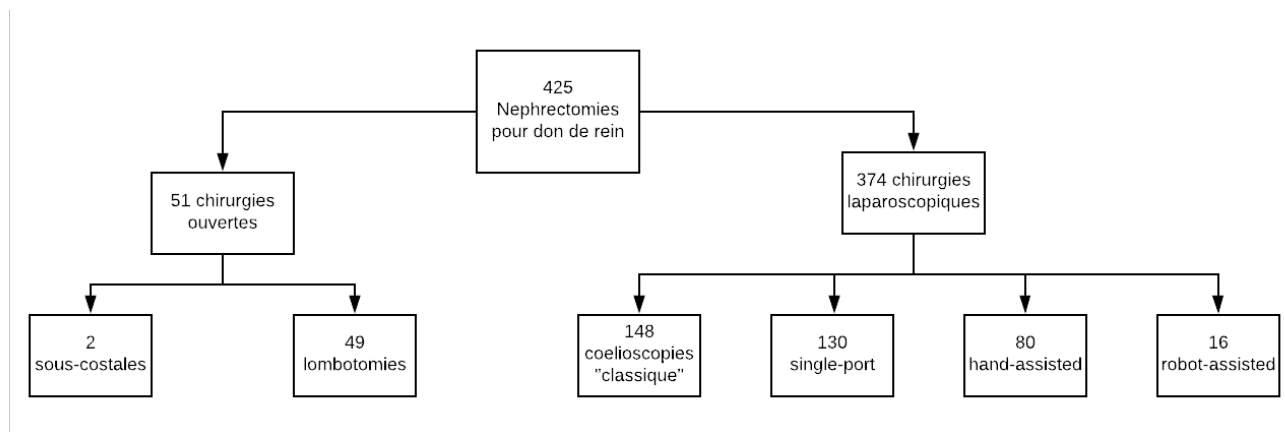 425
Nephrectomies
pour don de rein
51 chirurgies
ouvertes
374 chirurgies
laparoscopiques
2
sous-costales
49
lombotomies
148
coelioscopies
"classique"
130
single-port
80
hand-assisted
16
robot-assisted